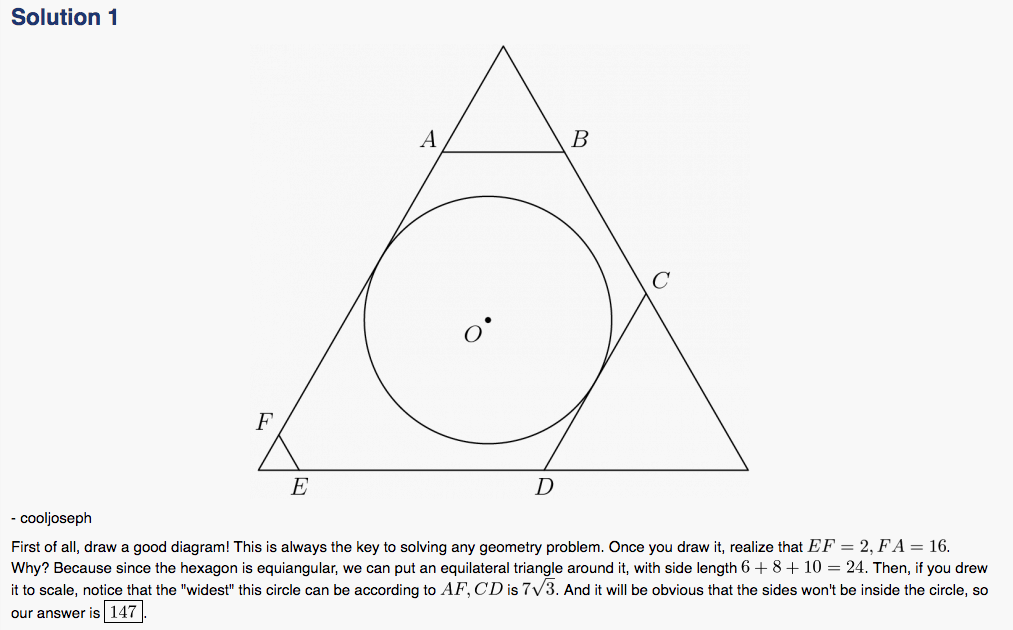 Solution 1
A
B
C
O
F
E
D
- cooljoseph
First of all, draw a good diagram! This is always the key to solving any geometry problem. Once you draw it, realize that EF = 2, FA = 16.
Why? Because since the hexagon is equiangular, we can put an equilateral triangle around it, with side length 6 + 8 + 10 = 24. Then, if you drew
it to scale, notice that the "widest" this circle can be according to AF, CD is 7√3. And it will be obvious that the sides won't be inside the circle, so
our answer is 147.